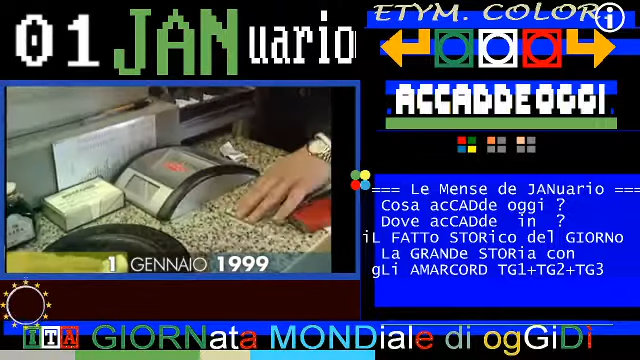 01 JANuario
ETYM. COLORI
i
ACCADDEOGGI
1 GENNAIO 1999
=== Le Mense de JANuario ===
Cosa acCADde oggi ?
Dove acCADde in ?
iL FATTo STORico del GIORNo
La GRANDe STORia con
gLi AMARCORD TG1+TG2+TG3
ITA GIORNata MONDiale di ogGiDì